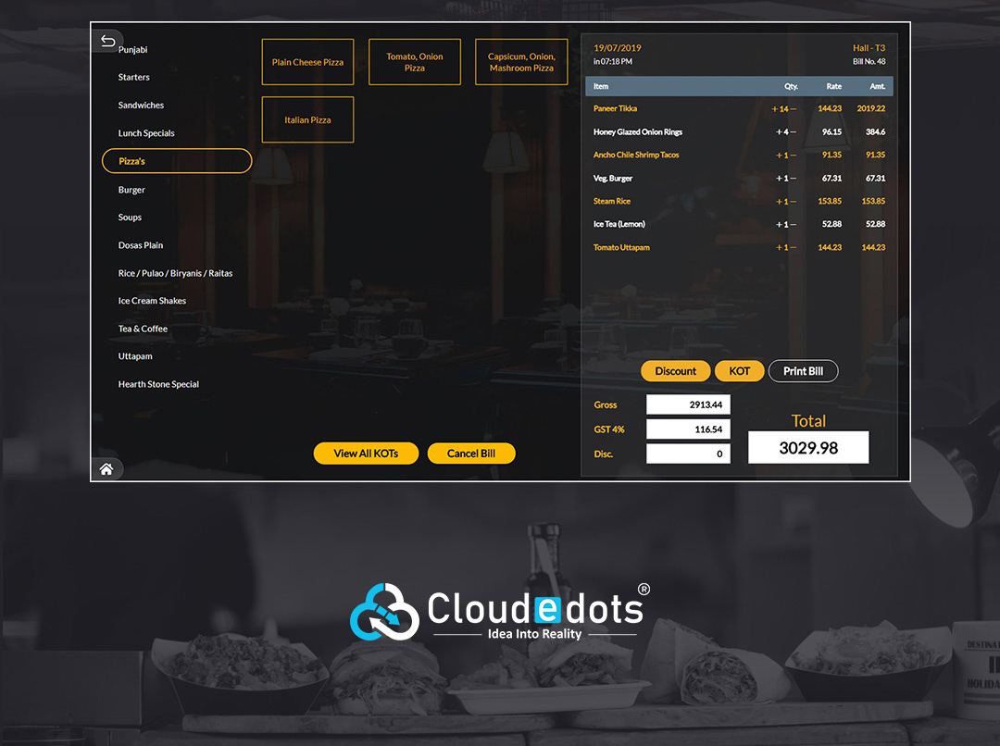 Punjabi
Starters
Sandwiches
Lunch Specials
Pizza's
Burger
Soups
Dosas Plain
Rice / Pulao / Biryanis / Raitas
Ice Cream Shakes
Tea & Coffee
Uttapam
Hearth Stone Special
Plain Cheese Pizza
Tomato, Onion
Pizza
Capsicum, Onion,
Mashroom Pizza
Italian Pizza
View All KOTs
Cancel Bill
19/07/2019 Hall - T3
in 07:18 PM Bill No. 48
Item Qty. Rate Amt.
Paneer Tikka + 14 − 144.23 2019.22
Honey Glazed Onion Rings + 4 − 96.15 384.6
Ancho Chile Shrimp Tacos + 1 − 91.35 91.35
Veg. Burger + 1 − 67.31 67.31
Steam Rice + 1 − 153.85 153.85
Ice Tea (Lemon) + 1 − 52.88 52.88
Tomato Uttapam + 1 − 144.23 144.23
Discount KOT Print Bill
Gross 2913.44
GST 4% 116.54
Disc. 0
Total
3029.98
Cloudedots®
Idea Into Reality
HOLIDA